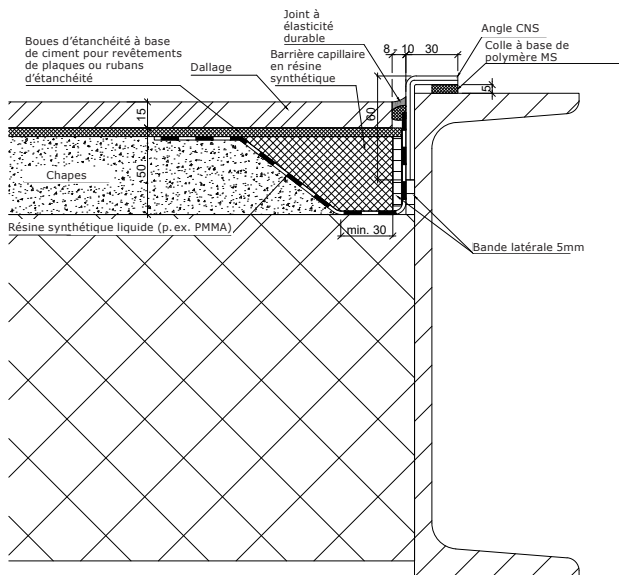 Boues d’étanchéité à base
de ciment pour revêtements
de plaques ou rubans
d’étanchéité
Dallage
Joint à
élasticité
durable
Barrière capillaire
en résine
synthétique
8
10
30
Angle CNS
Colle à base de
polymère MS
5
60
15
50
Chapes
Résine synthétique liquide (p.ex. PMMA)
min. 30
Bande latérale 5mm